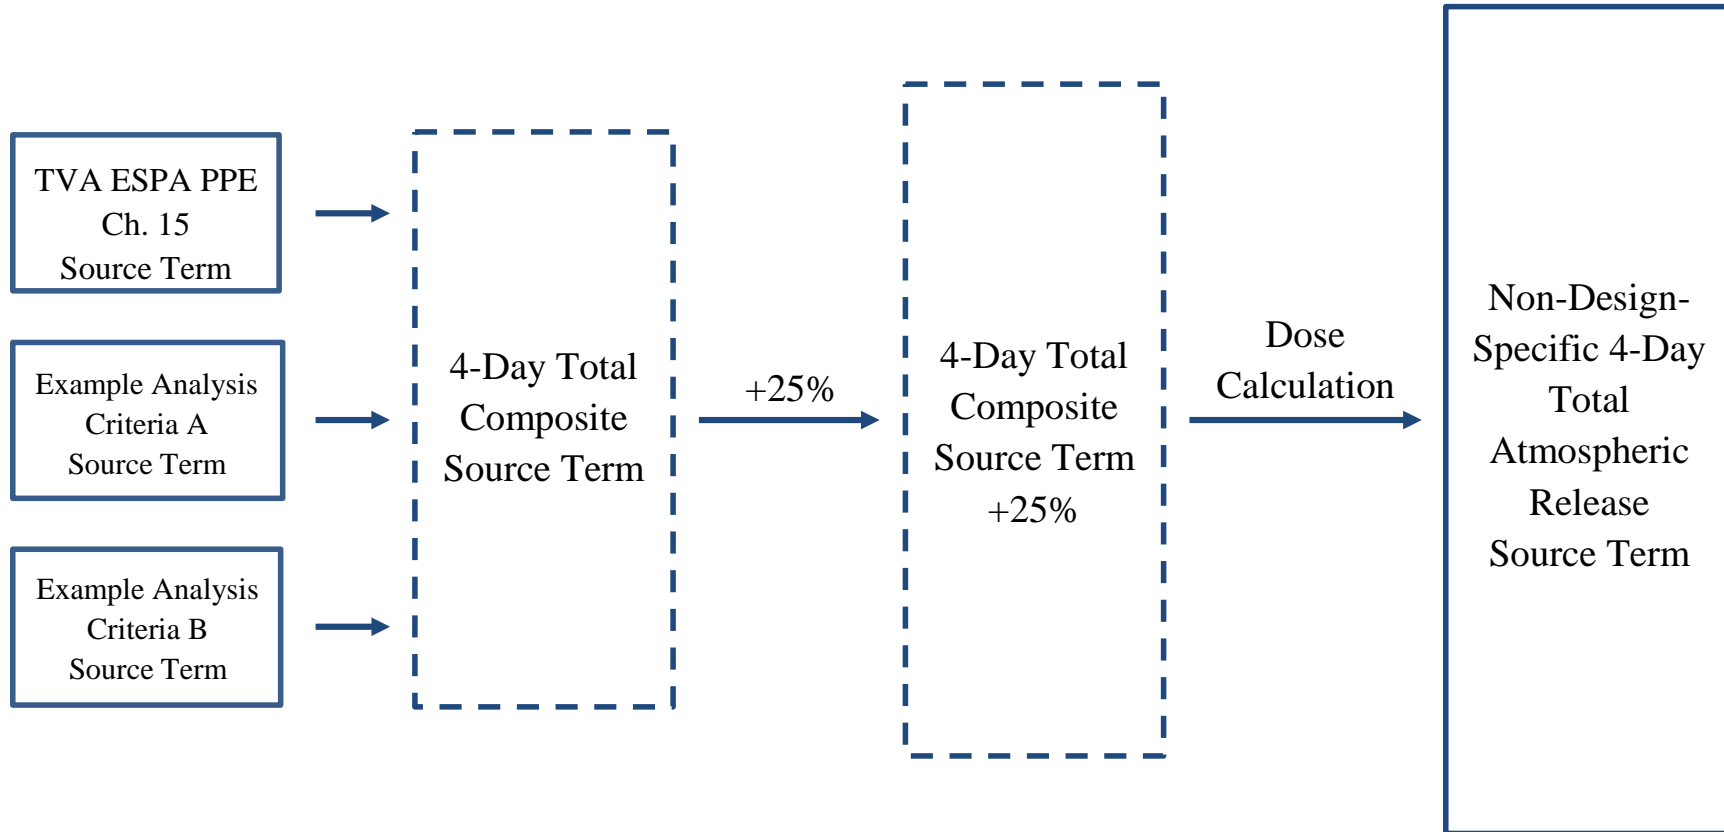 TVA ESPA PPE
Ch. 15
Source Term
Example Analysis
Criteria A
Source Term
Example Analysis
Criteria B
Source Term
4-Day Total
Composite
Source Term
+25%
4-Day Total
Composite
Source Term
+25%
Dose
Calculation
Non-Design-
Specific 4-Day
Total
Atmospheric
Release
Source Term